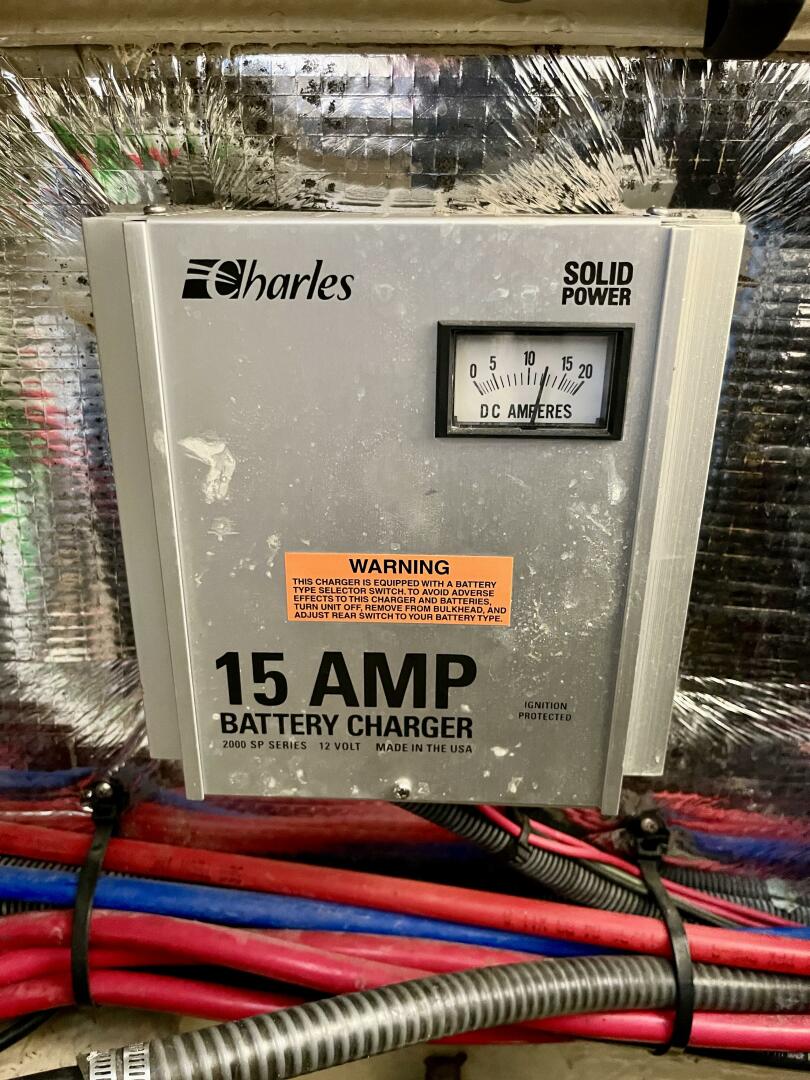 Charles
SOLID
POWER
0 5 10 15 20
DC AMPERES
WARNING
THIS CHARGER IS EQUIPPED WITH A BATTERY
TYPE SELECTOR SWITCH. TO AVOID ADVERSE
EFFECTS TO THIS CHARGER AND BATTERIES,
TURN UNIT OFF, REMOVE FROM BULKHEAD, AND
ADJUST REAR SWITCH TO YOUR BATTERY TYPE.
15 AMP
BATTERY CHARGER
2000 SP SERIES 12 VOLT MADE IN THE USA
IGNITION
PROTECTED